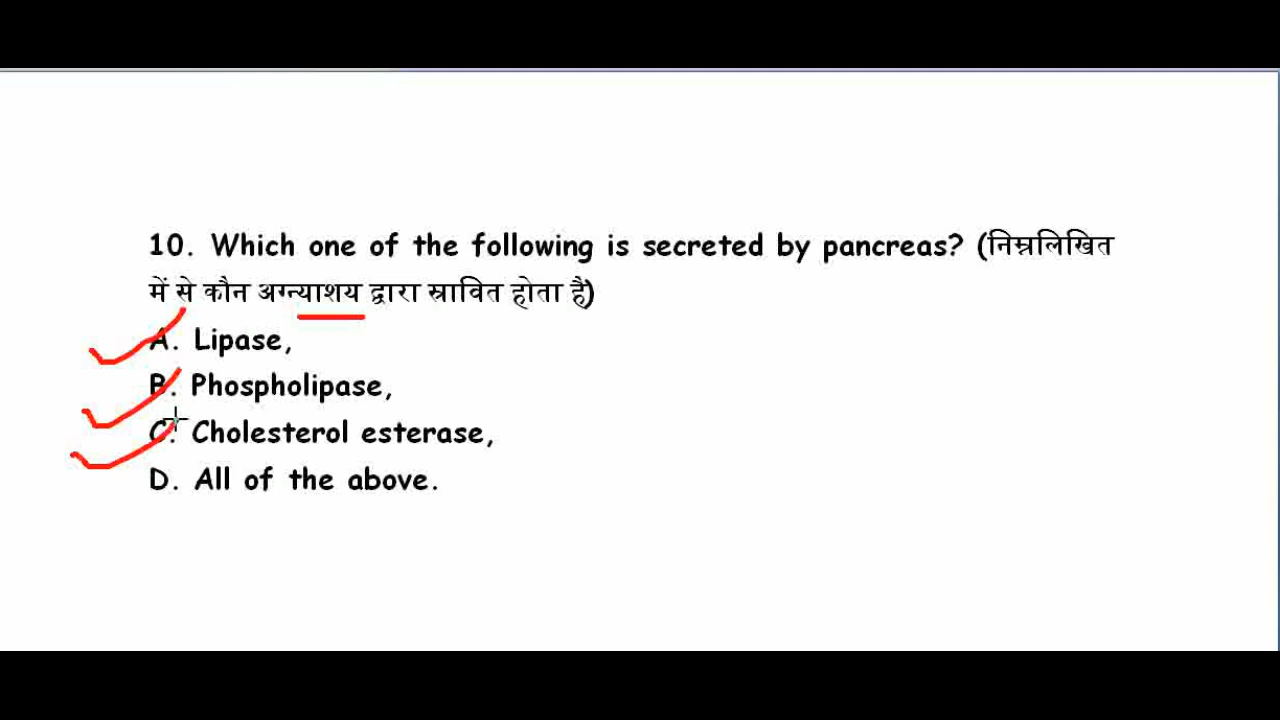 10. Which one of the following is secreted by pancreas? (निम्नलिखित
में से कौन अग्न्याशय द्वारा स्रावित होता है)
A. Lipase,
B. Phospholipase,
C. Cholesterol esterase,
D. All of the above.